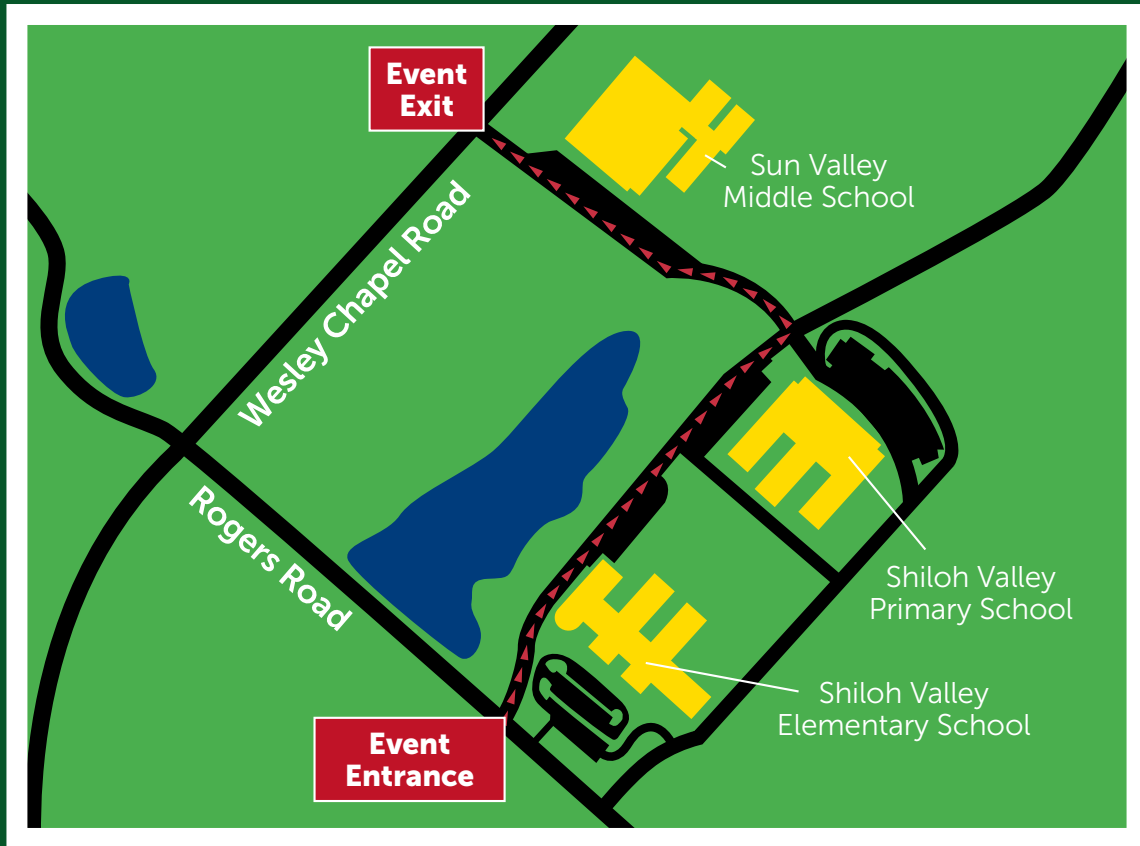 Event
Exit
Sun Valley
Middle School
Wesley Chapel Road
Rogers Road
Shiloh Valley
Primary School
Shiloh Valley
Elementary School
Event
Entrance